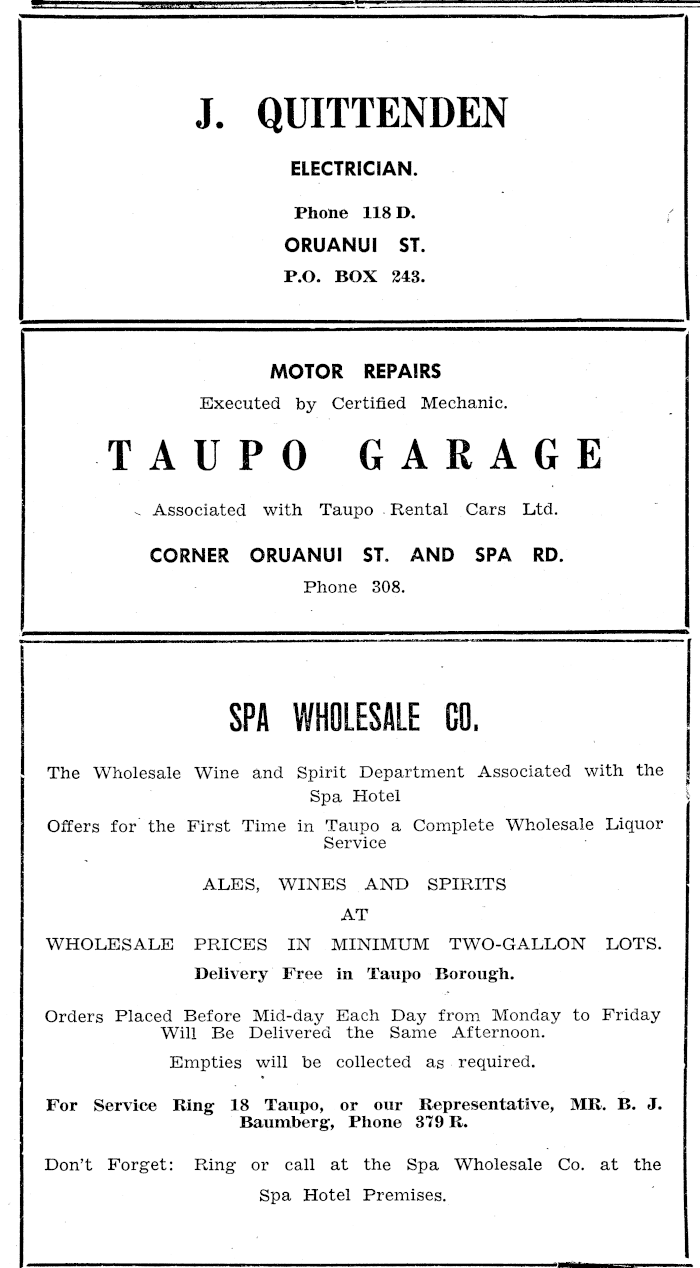 J. QUITTENDEN
ELECTRICIAN.
Phone 118 D.
ORUANUI ST.
P.O. BOX 243.
MOTOR REPAIRS
Executed by Certified Mechanic.
TAUPO GARAGE
Associated with Taupo Rental Cars Ltd.
CORNER ORUANUI ST. AND SPA RD.
Phone 308.
SPA WHOLESALE CO.
The Wholesale Wine and Spirit Department Associated with the
Spa Hotel
Offers for the First Time in Taupo a Complete Wholesale Liquor
Service
ALES, WINES AND SPIRITS
AT
WHOLESALE PRICES IN MINIMUM TWO-GALLON LOTS.
Delivery Free in Taupo Borough.
Orders Placed Before Mid-day Each Day from Monday to Friday
Will Be Delivered the Same Afternoon.
Empties will be collected as required.
For Service Ring 18 Taupo, or our Representative, MR. B. J.
Baumberg, Phone 379 R.
Don't Forget: Ring or call at the Spa Wholesale Co. at the
Spa Hotel Premises.